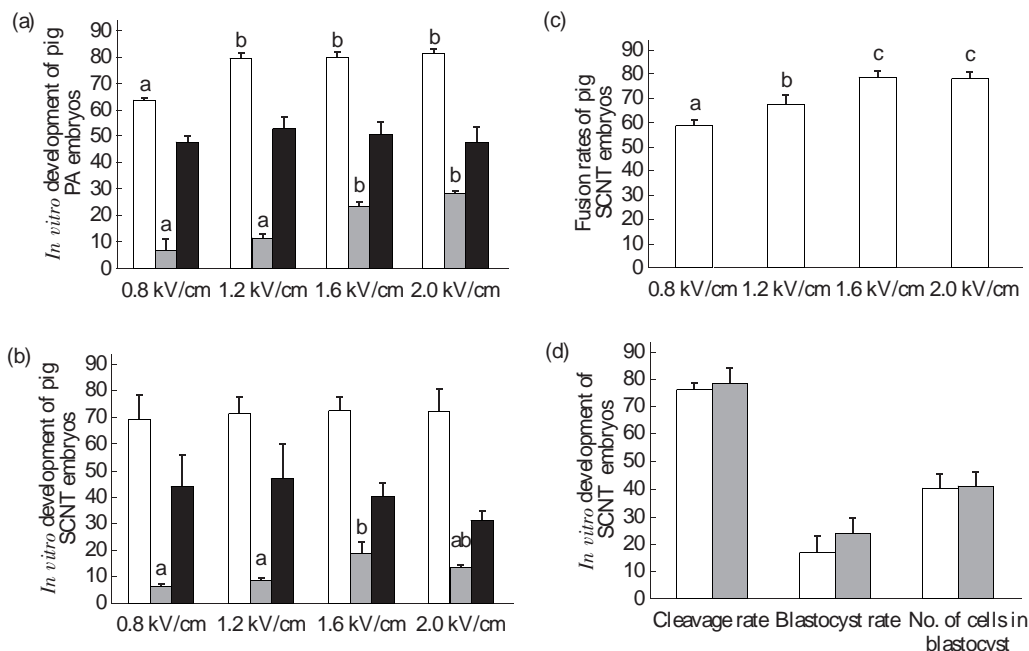 (a)
In vitro development of pig
PA embryos
90
80
70
60
50
40
30
20
10
0
a
b
b
b
a
a
b
b
0.8 kV/cm 1.2 kV/cm 1.6 kV/cm 2.0 kV/cm
(c)
Fusion rates of pig
SCNT embryos
90
80
70
60
50
40
30
20
10
0
a
b
c
c
0.8 kV/cm 1.2 kV/cm 1.6 kV/cm 2.0 kV/cm
(b)
In vitro development of pig
SCNT embryos
90
80
70
60
50
40
30
20
10
0
a
a
b
ab
0.8 kV/cm 1.2 kV/cm 1.6 kV/cm 2.0 kV/cm
(d)
In vitro development of
SCNT embryos
90
80
70
60
50
40
30
20
10
0
Cleavage rate Blastocyst rate No. of cells in
blastocyst